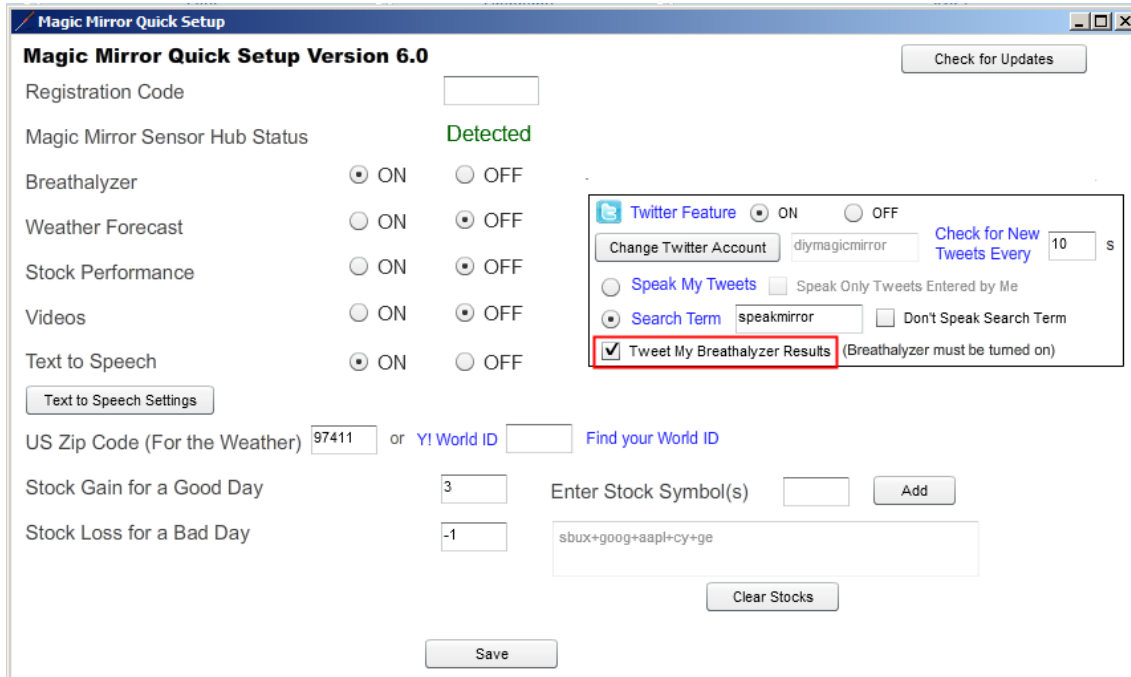 Magic Mirror Quick Setup
Magic Mirror Quick Setup Version 6.0
Check for Updates
Registration Code
Magic Mirror Sensor Hub Status Detected
Breathalyzer ON OFF
Weather Forecast ON OFF
Stock Performance ON OFF
Videos ON OFF
Text to Speech ON OFF
Text to Speech Settings
Twitter Feature ON OFF
Change Twitter Account diymagicmirror Check for New Tweets Every 10 s
Speak My Tweets Speak Only Tweets Entered by Me
Search Term speakmirror Don't Speak Search Term
Tweet My Breathalyzer Results (Breathalyzer must be turned on)
US Zip Code (For the Weather) 97411 or Y! World ID Find your World ID
Stock Gain for a Good Day 3 Enter Stock Symbol(s) Add
Stock Loss for a Bad Day -1 sbux+goog+aapl+cy+ge
Clear Stocks
Save